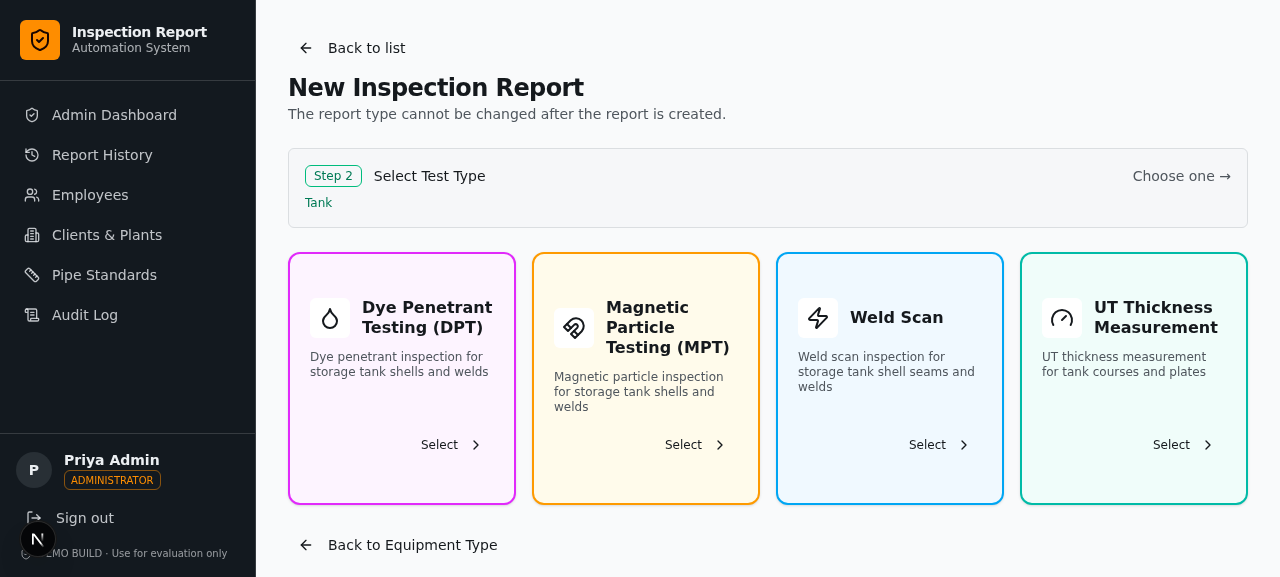 Inspection Report
Automation System
Admin Dashboard
Report History
Employees
Clients & Plants
Pipe Standards
Audit Log
P
Priya Admin
ADMINISTRATOR
Sign out
N
EMO BUILD · Use for evaluation only
Back to list
New Inspection Report
The report type cannot be changed after the report is created.
Step 2
Select Test Type
Choose one →
Tank
Dye Penetrant
Testing (DPT)
Dye penetrant inspection for
storage tank shells and welds
Select
Magnetic
Particle
Testing (MPT)
Magnetic particle inspection
for storage tank shells and
welds
Select
Weld Scan
Weld scan inspection for
storage tank shell seams and
welds
Select
UT Thickness
Measurement
UT thickness measurement
for tank courses and plates
Select
Back to Equipment Type